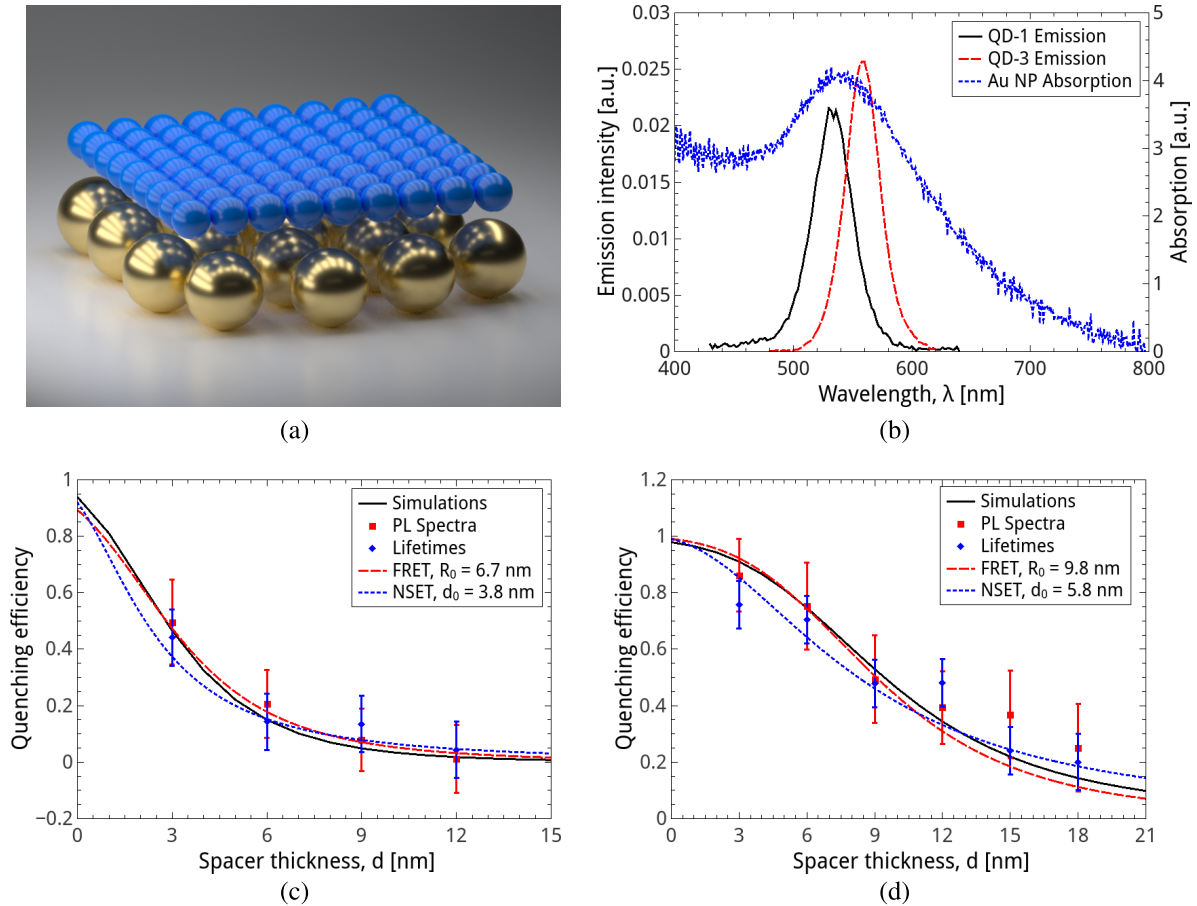 0.03
0.025
0.02
0.015
0.01
0.005
0
Emission intensity [a.u.]
5
4
3
2
1
0
Absorption [a.u.]
QD-1 Emission
QD-3 Emission
Au NP Absorption
400 500 600 700 800
Wavelength, λ [nm]
(a)
(b)
1
0.8
0.6
0.4
0.2
0
−0.2
Quenching efficiency
Simulations
PL Spectra
Lifetimes
FRET, R₀ = 6.7 nm
NSET, d₀ = 3.8 nm
0 3 6 9 12 15
Spacer thickness, d [nm]
(c)
1.2
1
0.8
0.6
0.4
0.2
0
Quenching efficiency
Simulations
PL Spectra
Lifetimes
FRET, R₀ = 9.8 nm
NSET, d₀ = 5.8 nm
0 3 6 9 12 15 18 21
Spacer thickness, d [nm]
(d)